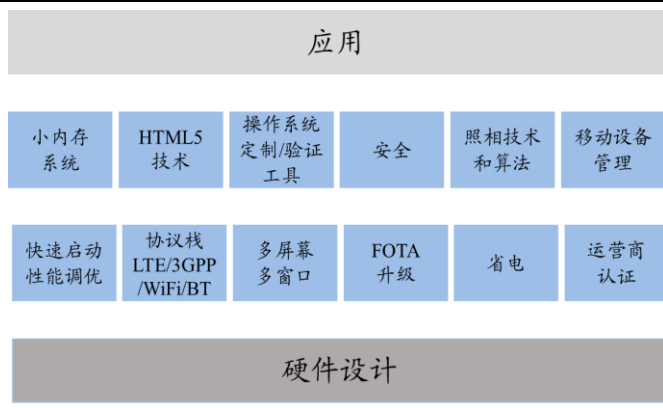 应用
小内存
系统
HTML5
技术
操作系统
定制/验证
工具
安全
照相技术
和算法
移动设备
管理
快速启动
性能调优
协议栈
LTE/3GPP
/WiFi/BT
多屏幕
多窗口
FOTA
升级
省电
运营商
认证
硬件设计